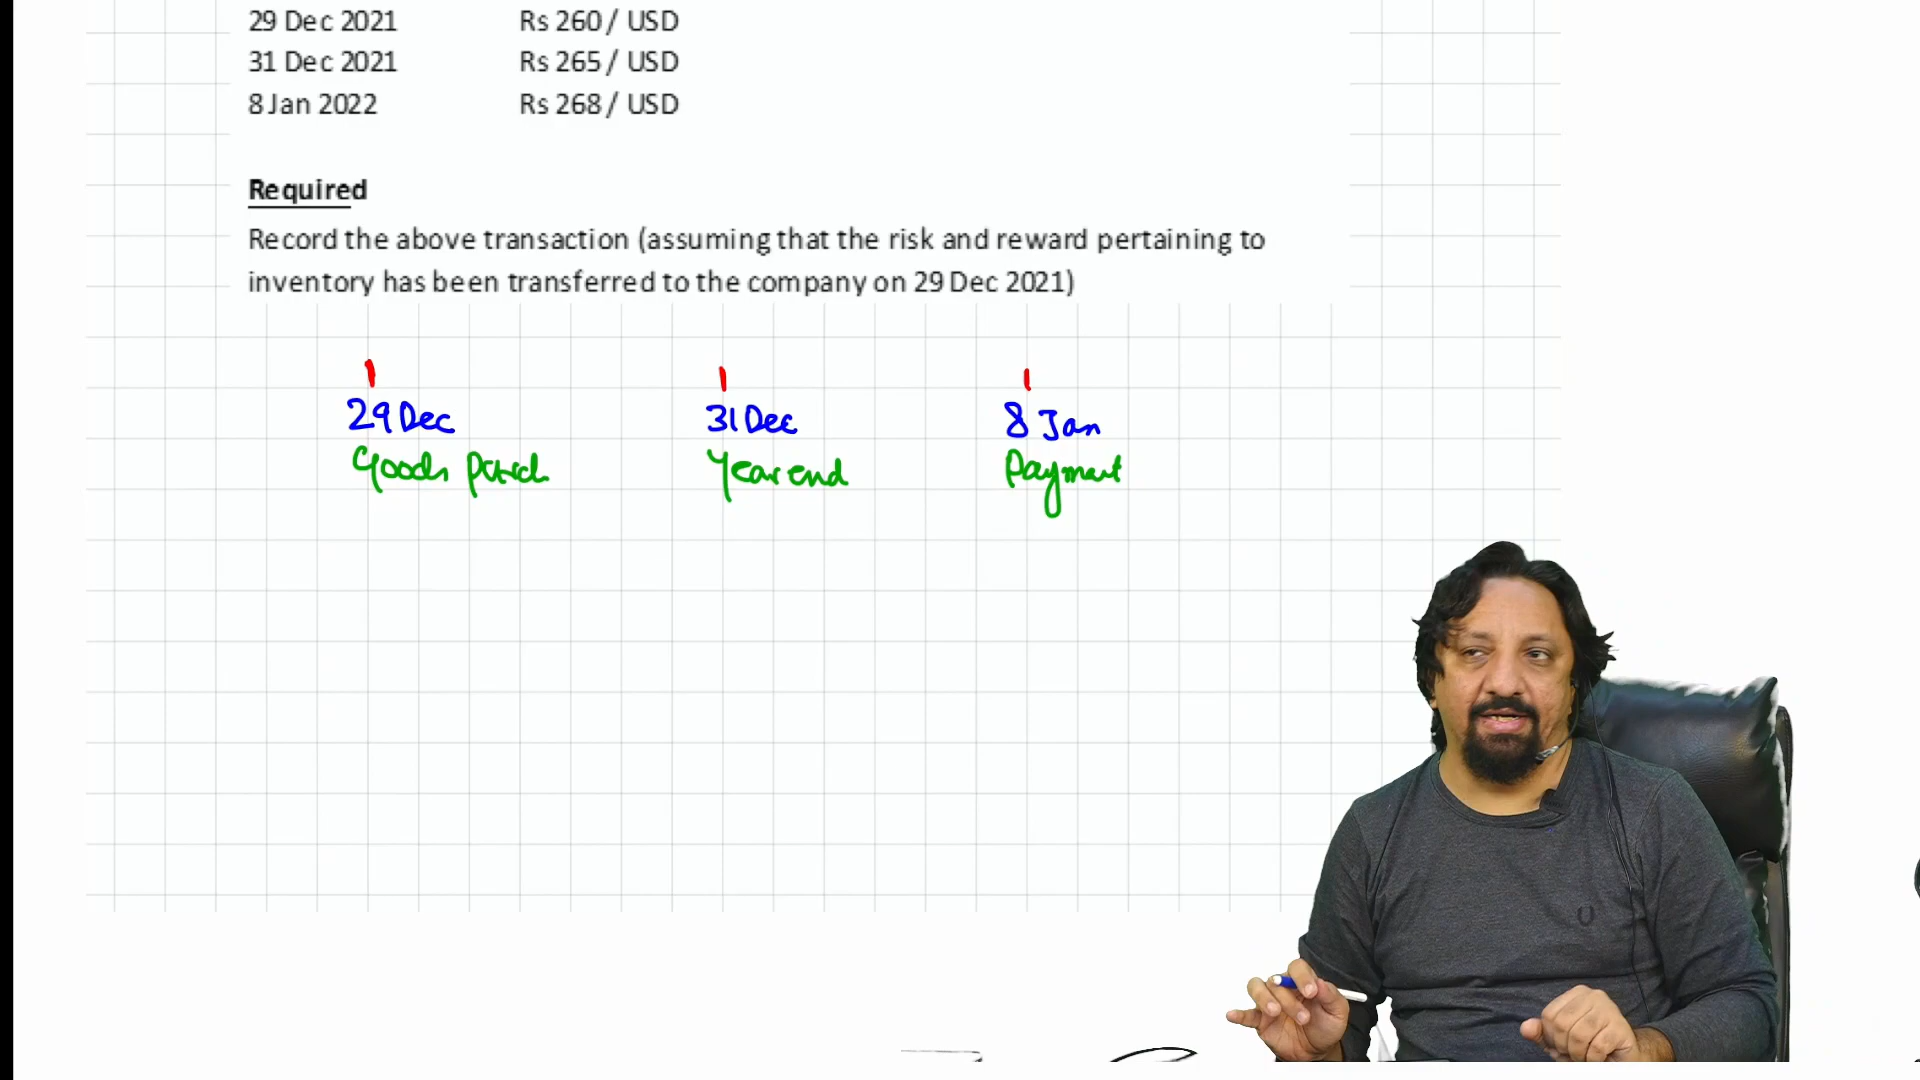 29 Dec 2021 Rs 260 / USD
31 Dec 2021 Rs 265 / USD
8 Jan 2022 Rs 268 / USD
Required
Record the above transaction (assuming that the risk and reward pertaining to
inventory has been transferred to the company on 29 Dec 2021)
29 Dec 31 Dec 8 Jan
Goods Purch Year end Payment